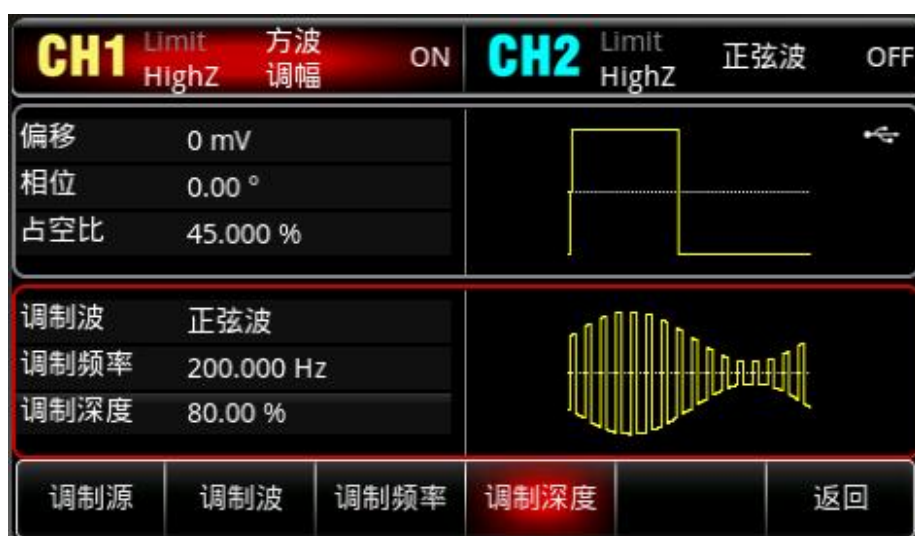 CH1 Limit 方波 ON CH2 Limit 正弦波 OFF
HighZ 调幅 HighZ
偏移 0 mV
相位 0.00 °
占空比 45.000 %
调制波 正弦波
调制频率 200.000 Hz
调制深度 80.00 %
调制源 调制波 调制频率 调制深度 返回